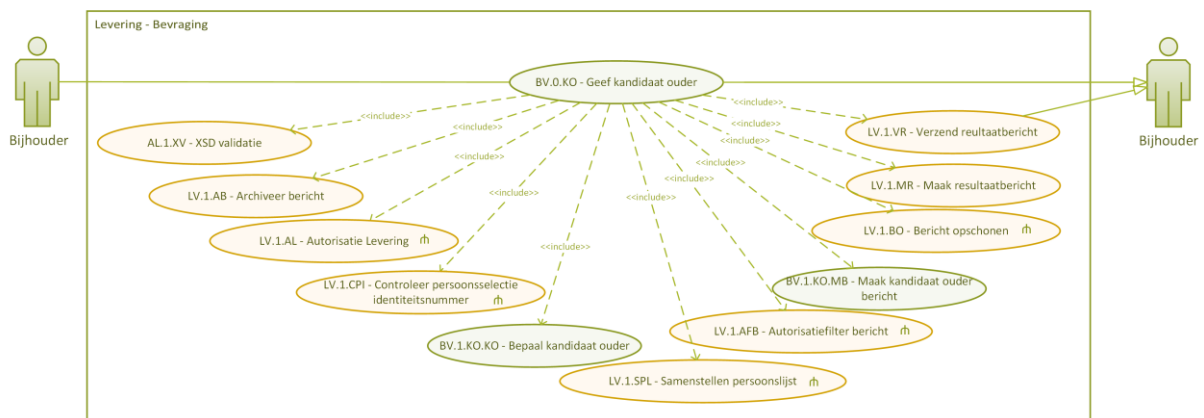 Levering - Bevraging
BV.0.KO - Geef kandidaat ouder
Bijhouder
Bijhouder
<<include>>
<<include>>
<<include>>
<<include>>
<<include>>
<<include>>
<<include>>
<<include>>
<<include>>
<<include>>
<<include>>
AL.1.XV - XSD validatie
LV.1.VR - Verzend reultaatbericht
LV.1.AB - Archiveer bericht
LV.1.MR - Maak resultaatbericht
LV.1.AL - Autorisatie Levering
LV.1.BO - Bericht opschonen
LV.1.CPI - Controleer persoonsselectie
identiteitsnummer
BV.1.KO.MB - Maak kandidaat ouder
bericht
LV.1.AFB - Autorisatiefilter bericht
BV.1.KO.KO - Bepaal kandidaat ouder
LV.1.SPL - Samenstellen persoonslijst